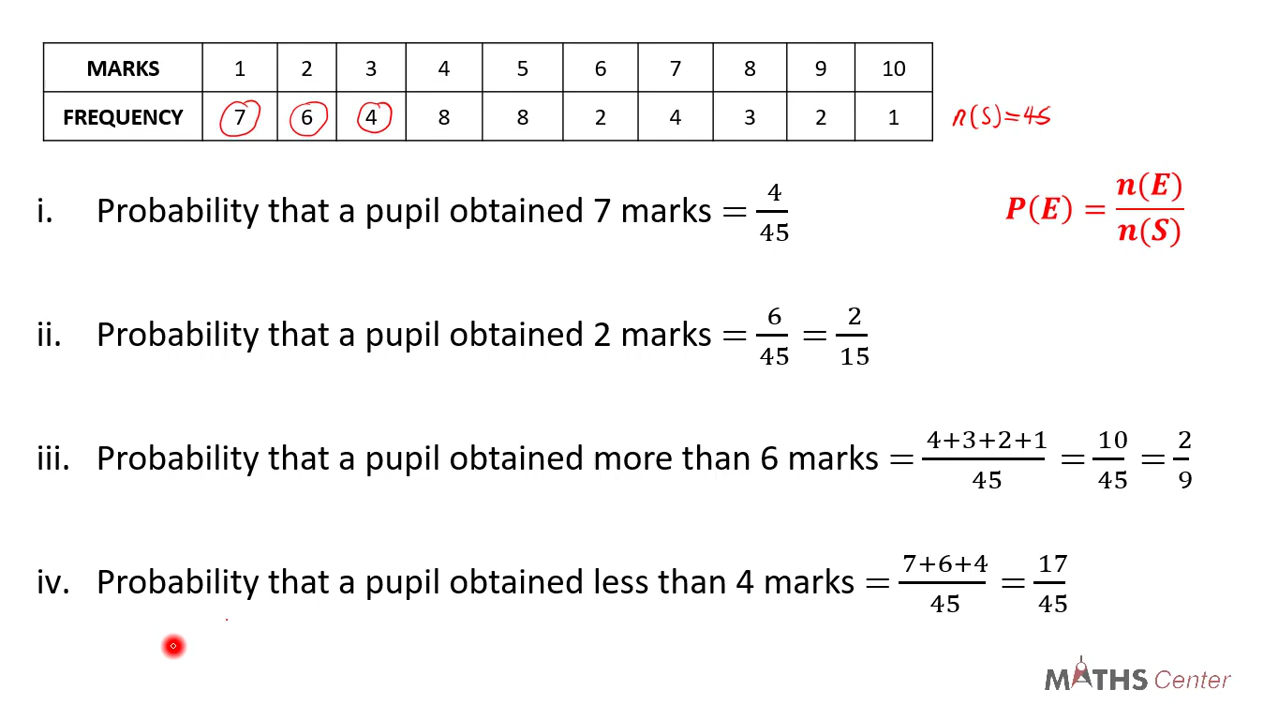 MARKS 1 2 3 4 5 6 7 8 9 10
FREQUENCY 7 6 4 8 8 2 4 3 2 1 n(S)=45
i. Probability that a pupil obtained 7 marks = 4/45
P(E) = n(E)/n(S)
ii. Probability that a pupil obtained 2 marks = 6/45 = 2/15
iii. Probability that a pupil obtained more than 6 marks = 4+3+2+1/45 = 10/45 = 2/9
iv. Probability that a pupil obtained less than 4 marks = 7+6+4/45 = 17/45
MATHS Center